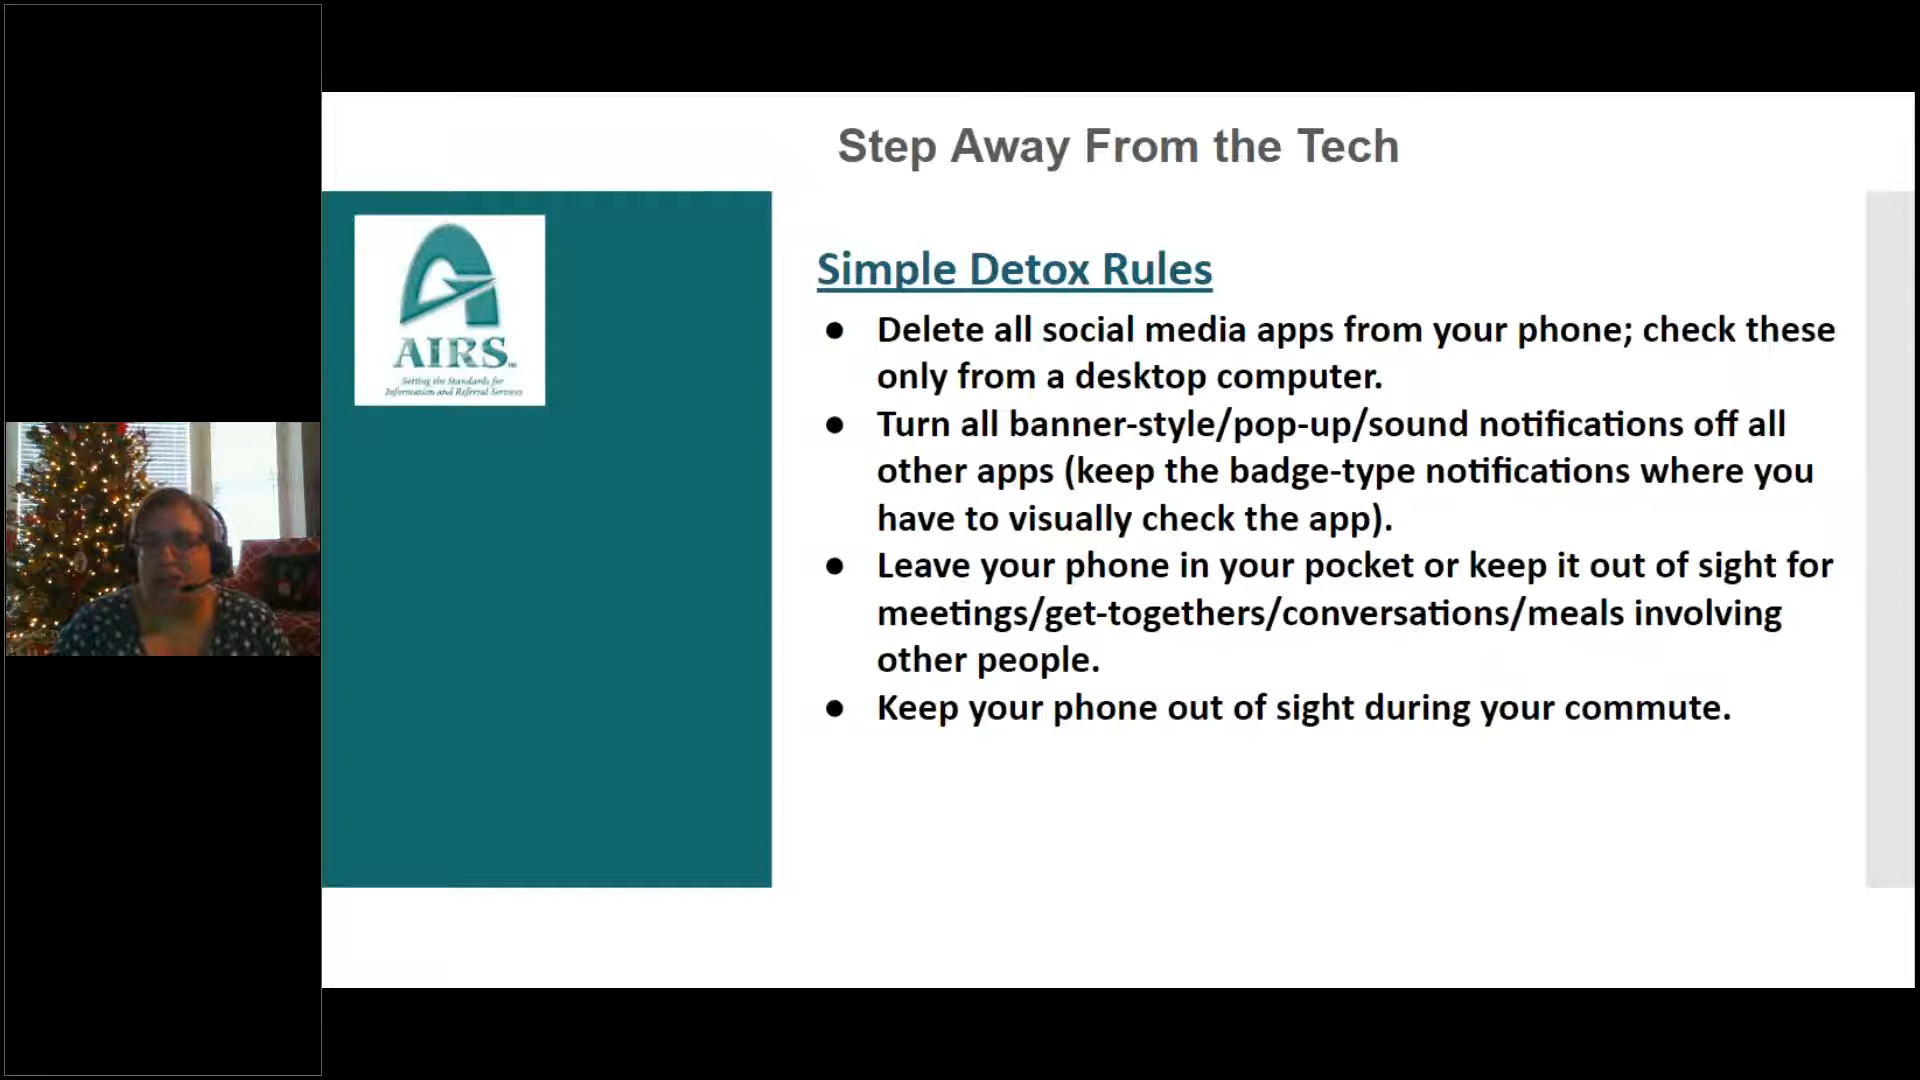 Step Away From the Tech
AIRS
Setting the Standards for
Information and Referral Services
Simple Detox Rules
● Delete all social media apps from your phone; check these
only from a desktop computer.
● Turn all banner-style/pop-up/sound notifications off all
other apps (keep the badge-type notifications where you
have to visually check the app).
● Leave your phone in your pocket or keep it out of sight for
meetings/get-togethers/conversations/meals involving
other people.
● Keep your phone out of sight during your commute.